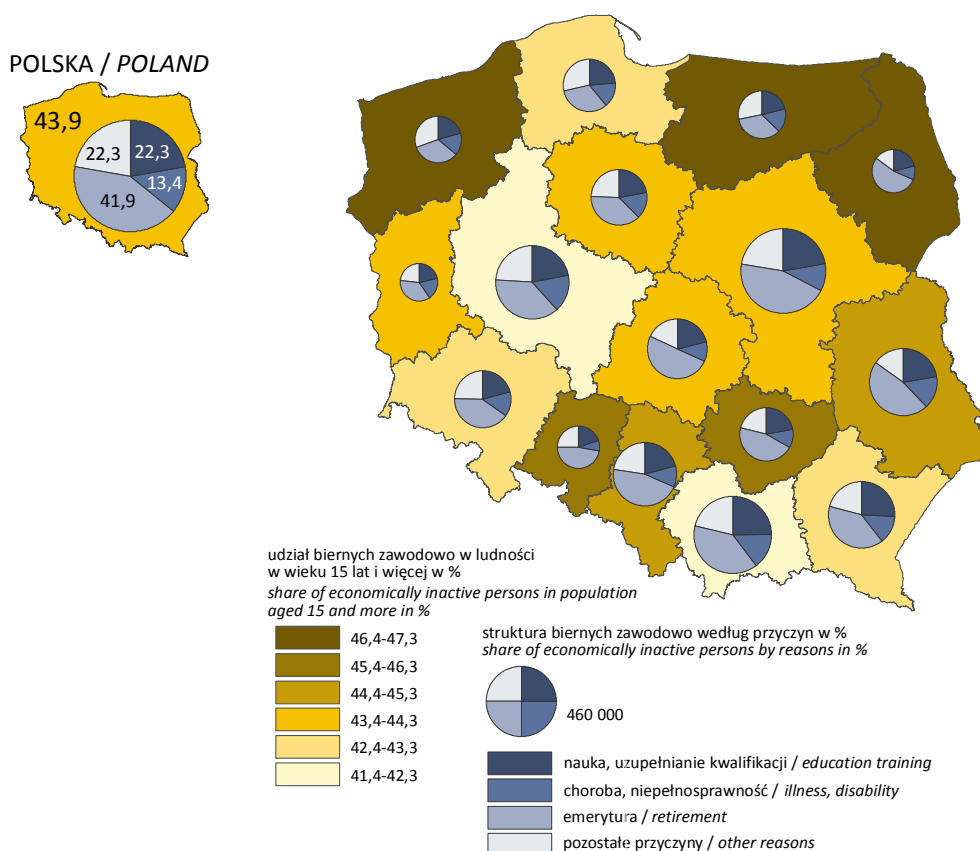 POLSKA / POLAND
43,9
22,3
22,3
13,4
41,9
udział biernych zawodowo w ludności
w wieku 15 lat i więcej w %
share of economically inactive persons in population
aged 15 and more in %
46,4-47,3
45,4-46,3
44,4-45,3
43,4-44,3
42,4-43,3
41,4-42,3
struktura biernych zawodowo według przyczyn w %
share of economically inactive persons by reasons in %
460 000
nauka, uzupełnianie kwalifikacji / education training
choroba, niepełnosprawność / illness, disability
emerytura / retirement
pozostałe przyczyny / other reasons